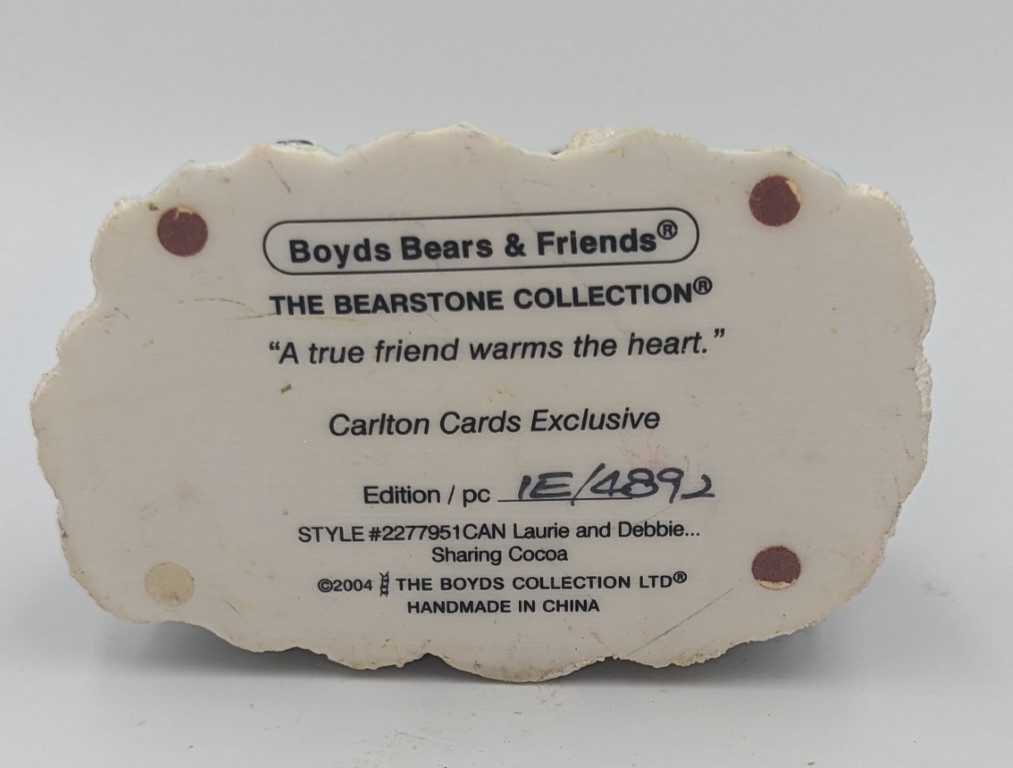 Boyds Bears & Friends®
THE BEARSTONE COLLECTION®
“A true friend warms the heart.”
Carlton Cards Exclusive
Edition / pc 1E/4892
STYLE #2277951CAN Laurie and Debbie...
Sharing Cocoa
©2004 THE BOYDS COLLECTION LTD®
HANDMADE IN CHINA